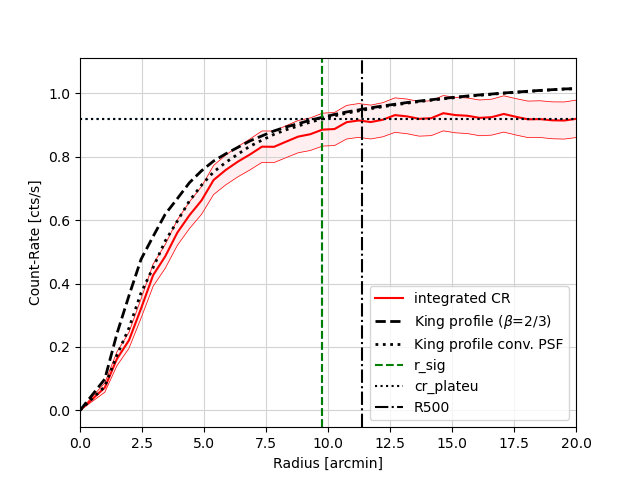 1.0
0.8
0.6
0.4
0.2
0.0
Count-Rate [cts/s]
integrated CR
King profile (β=2/3)
King profile conv. PSF
r_sig
cr_plateu
R500
0.0 2.5 5.0 7.5 10.0 12.5 15.0 17.5 20.0
Radius [arcmin]